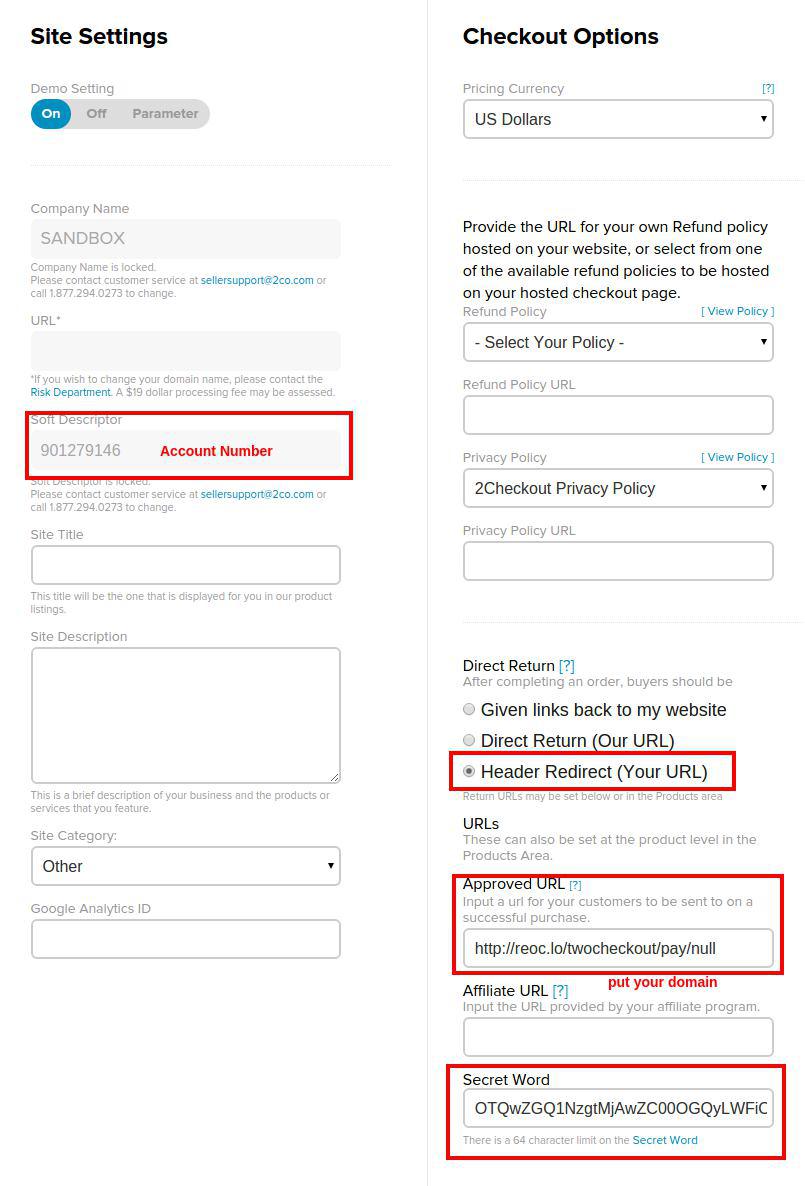 Site Settings
Demo Setting
On Off Parameter
Company Name
SANDBOX
Company Name is locked.
Please contact customer service at sellersupport@2co.com or
call 1.877.294.0273 to change.
URL*
*If you wish to change your domain name, please contact the
Risk Department. A $19 dollar processing fee may be assessed.
Soft Descriptor
901279146 Account Number
Soft Descriptor is locked.
Please contact customer service at sellersupport@2co.com or
call 1.877.294.0273 to change.
Site Title
This title will be the one that is displayed for you in our product
listings.
Site Description
This is a brief description of your business and the products or
services that you feature.
Site Category:
Other
Google Analytics ID
Checkout Options
Pricing Currency [?]
US Dollars
Provide the URL for your own Refund policy
hosted on your website, or select from one
of the available refund policies to be hosted
on your hosted checkout page.
Refund Policy [ View Policy ]
- Select Your Policy -
Refund Policy URL
Privacy Policy [ View Policy ]
2Checkout Privacy Policy
Privacy Policy URL
Direct Return [?]
After completing an order, buyers should be
Given links back to my website
Direct Return (Our URL)
Header Redirect (Your URL)
Return URLs may be set below or in the Products area
URLs
These can also be set at the product level in the
Products Area.
Approved URL [?]
Input a url for your customers to be sent to on a
successful purchase.
http://reoc.lo/twocheckout/pay/null
put your domain
Affiliate URL [?]
Input the URL provided by your affiliate program.
Secret Word
OTQwZGQ1NzgtMjAwZC00OGQyLWFiC
There is a 64 character limit on the Secret Word